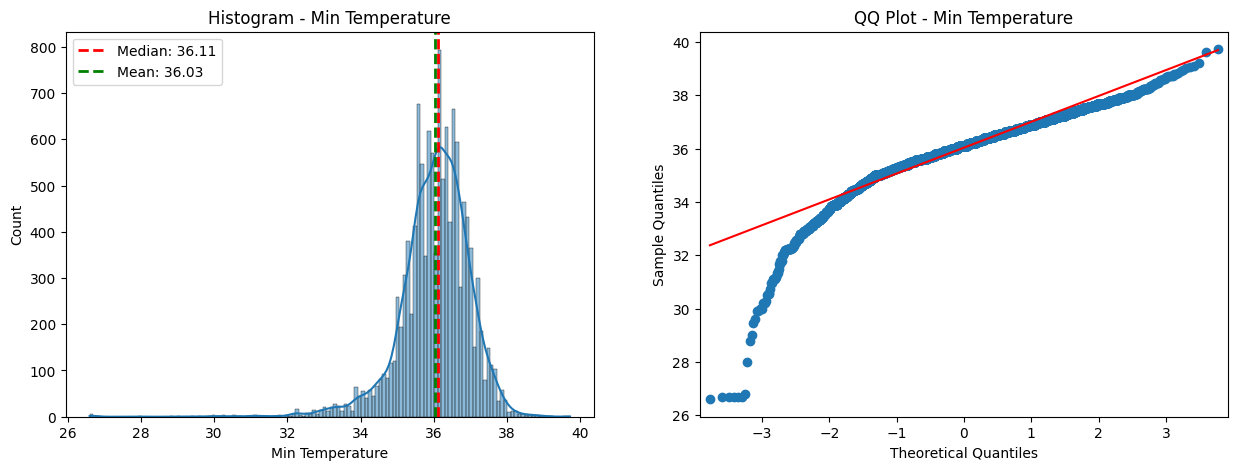 Histogram - Min Temperature
Median: 36.11
Mean: 36.03
Count
800
700
600
500
400
300
200
100
0
26 28 30 32 34 36 38 40
Min Temperature
QQ Plot - Min Temperature
Sample Quantiles
40
38
36
34
32
30
28
26
−3 −2 −1 0 1 2 3
Theoretical Quantiles